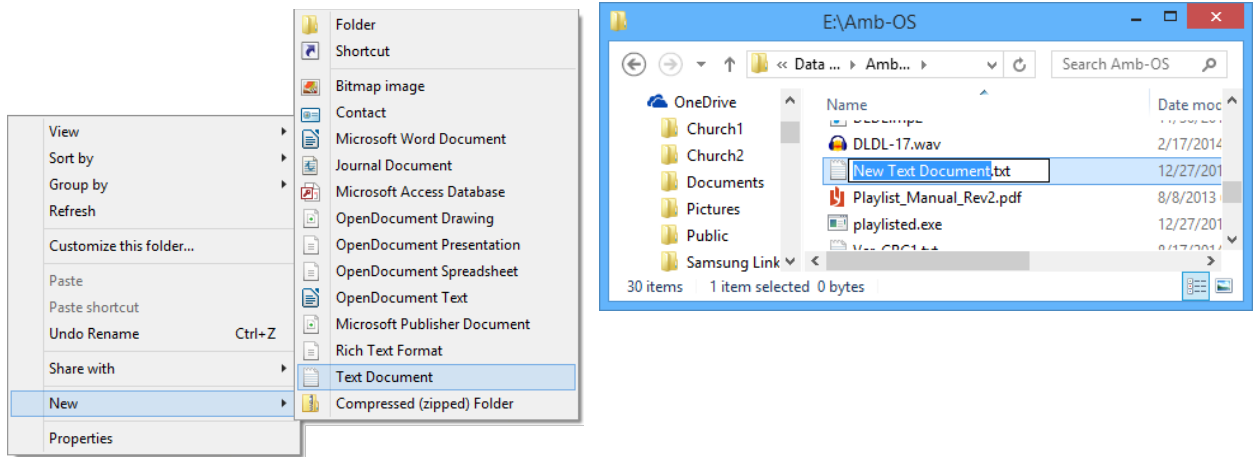 View
Sort by
Group by
Refresh
Customize this folder...
Paste
Paste shortcut
Undo Rename Ctrl+Z
Share with
New
Properties
Folder
Shortcut
Bitmap image
Contact
Microsoft Word Document
Journal Document
Microsoft Access Database
OpenDocument Drawing
OpenDocument Presentation
OpenDocument Spreadsheet
OpenDocument Text
Microsoft Publisher Document
Rich Text Format
Text Document
Compressed (zipped) Folder
E:\Amb-OS
« Data ... Amb... Search Amb-OS
OneDrive
Church1
Church2
Documents
Pictures
Public
Samsung Link
Name Date moc
DLDL-17.wav 2/17/2014
New Text Document.txt 12/27/201
Playlist_Manual_Rev2.pdf 8/8/2013
playlisted.exe 12/27/201
30 items 1 item selected 0 bytes